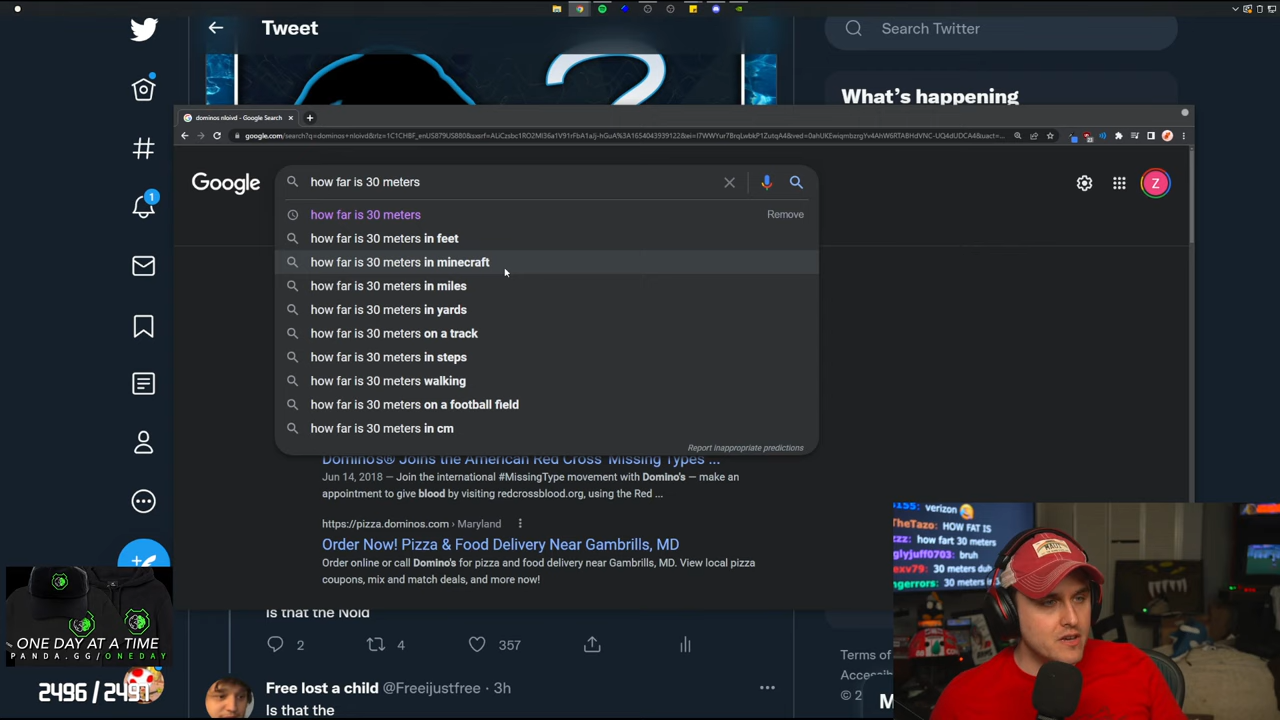 Tweet
Search Twitter
What's happening
1
dominos nloivd - Google Search
Google
how far is 30 meters
Z
how far is 30 meters
Remove
how far is 30 meters in feet
how far is 30 meters in minecraft
how far is 30 meters in miles
how far is 30 meters in yards
how far is 30 meters on a track
how far is 30 meters in steps
how far is 30 meters walking
how far is 30 meters on a football field
how far is 30 meters in cm
Report inappropriate predictions
Domino's® Joins the American Red Cross 'Missing Types' ...
Jun 14, 2018 — Join the international #MissingType movement with Domino's — make an
appointment to give blood by visiting redcrossblood.org, using the Red ...
https://pizza.dominos.com › Maryland
Order Now! Pizza & Food Delivery Near Gambrills, MD
Order online or call Domino's for pizza and food delivery near Gambrills, MD. View local pizza
coupons, mix and match deals, and more now!
Is that the Noid
2
4
357
Free lost a child @Freeijustfree · 3h
Is that the
verizon
TheTazo: HOW FAT IS
how fart 30 meters
bruh
30 meters
ONE DAY AT A TIME
PANDA.GG/ONEDAY
2496 / 2497
Terms of
© 2